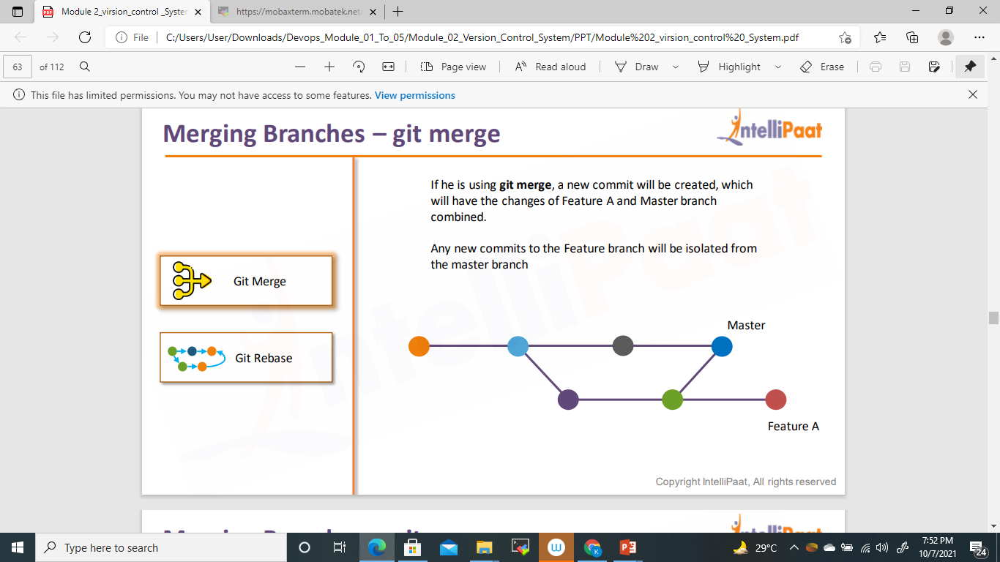 Module 2_virsion_control _System
https://mobaxterm.mobatek.net/
File
C:/Users/User/Downloads/Devops_Module_01_To_05/Module_02_Version_Control_System/PPT/Module%202_virsion_control%20_System.pdf
63 of 112
Page view
Read aloud
Draw
Highlight
Erase
This file has limited permissions. You may not have access to some features. View permissions
Merging Branches – git merge
IntelliPaat
If he is using git merge, a new commit will be created, which
will have the changes of Feature A and Master branch
combined.
Any new commits to the Feature branch will be isolated from
the master branch
Git Merge
Git Rebase
Master
Feature A
Copyright IntelliPaat, All rights reserved
Type here to search
29°C
7:52 PM
10/7/2021
24